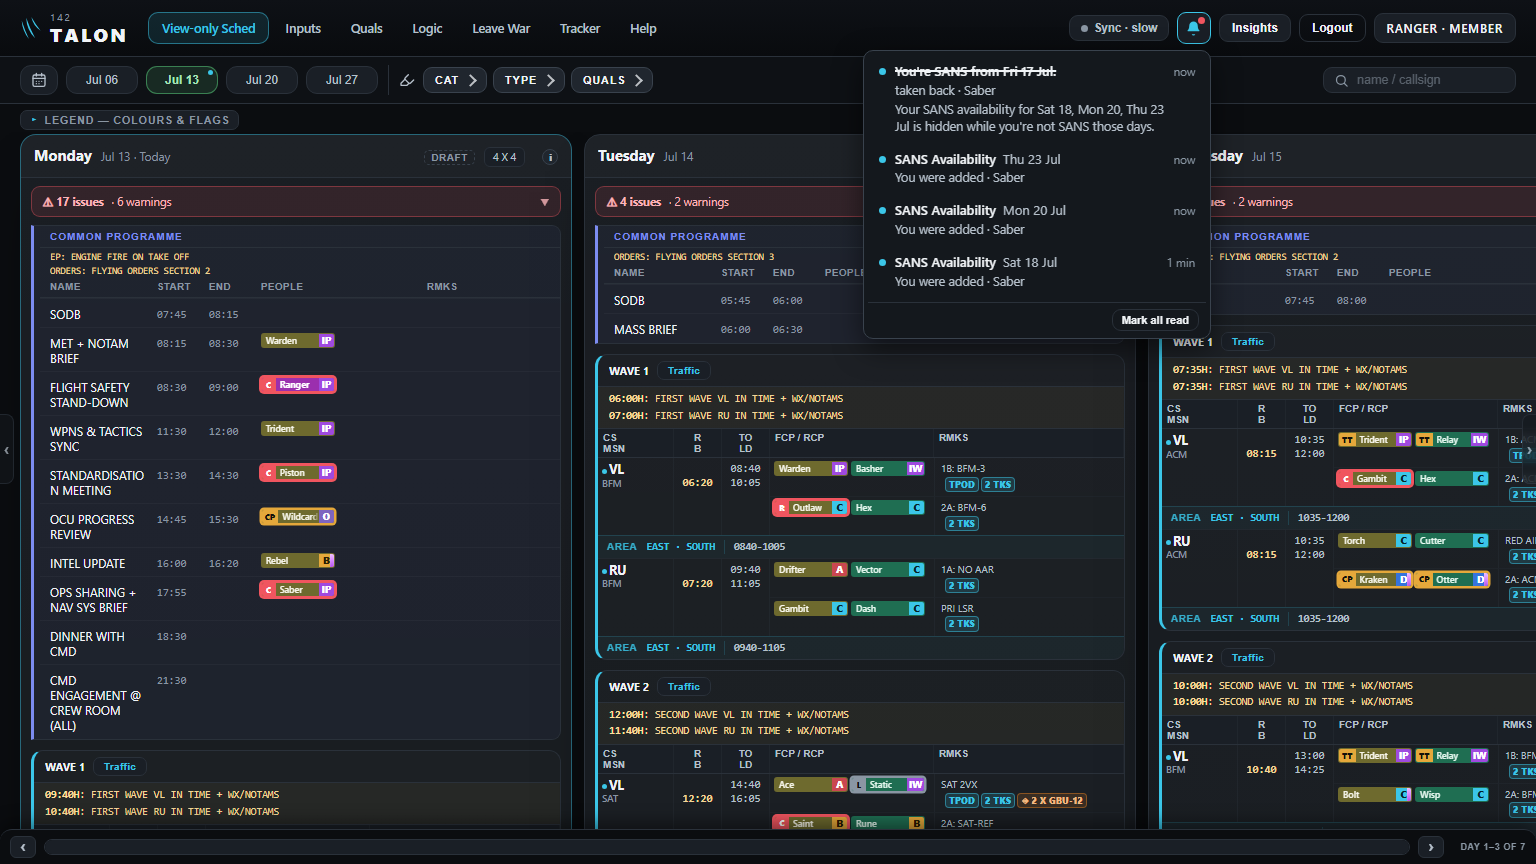 142
TALON
View-only Sched
Inputs
Quals
Logic
Leave War
Tracker
Help
Sync · slow
Insights
Logout
RANGER · MEMBER
Jul 06
Jul 13
Jul 20
Jul 27
CAT
TYPE
QUALS
name / callsign
LEGEND — COLOURS & FLAGS
You're SANS from Fri 17 Jul. now
taken back · Saber
Your SANS availability for Sat 18, Mon 20, Thu 23
Jul is hidden while you're not SANS those days.
SANS Availability Thu 23 Jul now
You were added · Saber
SANS Availability Mon 20 Jul now
You were added · Saber
SANS Availability Sat 18 Jul 1 min
You were added · Saber
Mark all read
Monday Jul 13 · Today DRAFT 4 X 4 i
17 issues · 6 warnings
COMMON PROGRAMME
EP: ENGINE FIRE ON TAKE OFF
ORDERS: FLYING ORDERS SECTION 2
NAME START END PEOPLE RMKS
SODB 07:45 08:15
MET + NOTAM BRIEF 08:15 08:30 Warden IP
FLIGHT SAFETY STAND-DOWN 08:30 09:00 C Ranger IP
WPNS & TACTICS SYNC 11:30 12:00 Trident IP
STANDARDISATIO
N MEETING 13:30 14:30 C Piston IP
OCU PROGRESS REVIEW 14:45 15:30 CP Wildcard O
INTEL UPDATE 16:00 16:20 Rebel B
OPS SHARING + NAV SYS BRIEF 17:55 C Saber IP
DINNER WITH CMD 18:30
CMD ENGAGEMENT @ CREW ROOM (ALL) 21:30
WAVE 1 Traffic
09:40H: FIRST WAVE VL IN TIME + WX/NOTAMS
10:40H: FIRST WAVE RU IN TIME + WX/NOTAMS
Tuesday Jul 14
4 issues · 2 warnings
COMMON PROGRAMME
ORDERS: FLYING ORDERS SECTION 3
NAME START END PEOPL
SODB 05:45 06:00
MASS BRIEF 06:00 06:30
WAVE 1 Traffic
06:00H: FIRST WAVE VL IN TIME + WX/NOTAMS
07:00H: FIRST WAVE RU IN TIME + WX/NOTAMS
CS R TO FCP / RCP RMKS
MSN B LD
VL 08:40 Warden IP Basher IW 1B: BFM-3
BFM 06:20 10:05 TPOD 2 TKS
R Outlaw C Hex C 2A: BFM-6
2 TKS
AREA EAST · SOUTH 0840-1005
RU 09:40 Drifter A Vector C 1A: NO AAR
BFM 07:20 11:05 2 TKS
Gambit C Dash C PRI LSR
2 TKS
AREA EAST · SOUTH 0940-1105
WAVE 2 Traffic
12:00H: SECOND WAVE VL IN TIME + WX/NOTAMS
11:40H: SECOND WAVE RU IN TIME + WX/NOTAMS
CS R TO FCP / RCP RMKS
MSN B LD
VL 14:40 Ace A L Static IW SAT 2VX
SAT 12:20 16:05 TPOD 2 TKS 2 X GBU-12
C Saint B Rune B 2A: SAT-REF
sday Jul 15
ues · 2 warnings
ON PROGRAMME
: FLYING ORDERS SECTION 2
START END PEOPLE
07:45 08:00
WAVE 1 Traffic
07:35H: FIRST WAVE VL IN TIME + WX/NOTAMS
07:35H: FIRST WAVE RU IN TIME + WX/NOTAMS
CS R TO FCP / RCP RMKS
MSN B LD
VL 10:35 TT Trident IP TT Relay IW 1B:
ACM 08:15 12:00
C Gambit C Hex C 2A:
2 TKS
AREA EAST · SOUTH 1035-1200
RU 10:35 Torch C Cutter C RED AI
ACM 08:15 12:00 2 TKS
CP Kraken D CP Otter D 2A: AC
2 TKS
AREA EAST · SOUTH 1035-1200
WAVE 2 Traffic
10:00H: SECOND WAVE VL IN TIME + WX/NOTAMS
10:00H: SECOND WAVE RU IN TIME + WX/NOTAMS
CS R TO FCP / RCP RMKS
MSN B LD
VL 13:00 TT Trident IP TT Relay IW 1B: BFM
BFM 10:40 14:25 2 TKS
Bolt C Wisp C 2A: BFM
2 TKS
DAY 1–3 OF 7